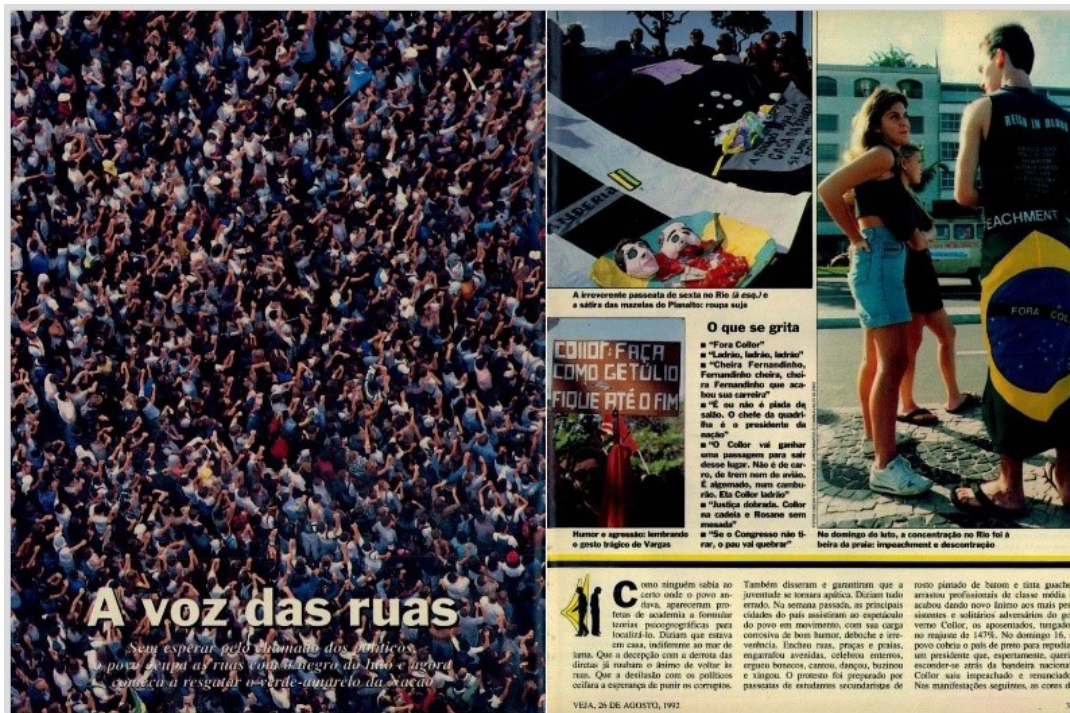 A voz das ruas
Sem esperar pelo chamado dos políticos,
o povo ocupa as ruas com o negro do luto e agora
começa a resgatar o verde-amarelo da nação
A irreverente passeata de sexta no Rio (à esq.) e
a sátira das mazelas do Planalto: roupa suja
COLLOR: FAÇA
COMO GETÚLIO
FIQUE ATÉ O FIM
Humor e agressão: lembrando
o gesto trágico de Vargas
O que se grita
■ "Fora Collor"
■ "Ladrão, ladrão, ladrão"
■ "Cheira Fernandinho,
Fernandinho cheira, chei-
ra Fernandinho que aca-
bou sua carreira"
■ "É ou não é piada de
salão. O chefe da quadri-
lha é o presidente da
nação"
■ "O Collor vai ganhar
uma passagem para sair
desse lugar. Não é de car-
ro, de trem nem de avião.
É algemado, num cambu-
rão. Eta Collor ladrão"
■ "Justiça dobrada. Collor
na cadeia e Rosane sem
mesada"
■ "Se o Congresso não ti-
rar, o pau vai quebrar"
REIGN IN BLOOD
PEACHMENT
FORA COL
No domingo do luto, a concentração no Rio foi à
beira da praia: impeachment e descontração
Como ninguém sabia ao
certo onde o povo an-
dava, apareceram pro-
fetas de academia a formular
teorias psicogeográficas para
localizá-lo. Diziam que estava
em casa, indiferente ao mar de
lama. Que a decepção com a derrota das
diretas já roubara o ânimo de voltar às
ruas. Que a desilusão com os políticos
ceifara a esperança de punir os corruptos.
Também disseram e garantiram que a
juventude se tornara apática. Diziam tudo
errado. Na semana passada, as principais
cidades do país assistiram ao espetáculo
do povo em movimento, com sua carga
corrosiva de bom humor, deboche e irre-
verência. Encheu ruas, praças e praias,
engarrafou avenidas, celebrou enterros,
ergueu bonecos, cantou, dançou, buzinou
e xingou. O protesto foi preparado por
passeatas de estudantes secundaristas de
rosto pintado de batom e tinta guache,
arrastou profissionais de classe média e
acabou dando novo ânimo aos mais per-
sistentes e solitários adversários do go-
verno Collor, os aposentados, tungados
no reajuste de 147%. No domingo 16, o
povo cobriu o país de preto para repudiar
um presidente que, espertamente, queria
esconder-se atrás da bandeira nacional.
Collor saiu impeachado e renunciado.
Nas manifestações seguintes, as cores d
VEJA, 26 DE AGOSTO, 1992